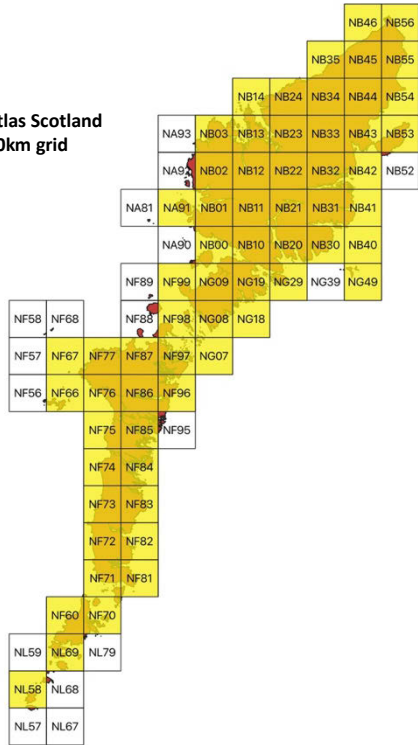 NB46 NB56
NB35 NB45 NB55
NB14 NB24 NB34 NB44 NB54
tlas Scotland
0km grid
NA93 NB03 NB13 NB23 NB33 NB43 NB53
NA92 NB02 NB12 NB22 NB32 NB42 NB52
NA81 NA91 NB01 NB11 NB21 NB31 NB41
NA90 NB00 NB10 NB20 NB30 NB40
NF89 NF99 NG09 NG19 NG29 NG39 NG49
NF58 NF68 NF88 NF98 NG08 NG18
NF57 NF67 NF77 NF87 NF97 NG07
NF56 NF66 NF76 NF86 NF96
NF75 NF85 NF95
NF74 NF84
NF73 NF83
NF72 NF82
NF71 NF81
NF60 NF70
NL59 NL69 NL79
NL58 NL68
NL57 NL67